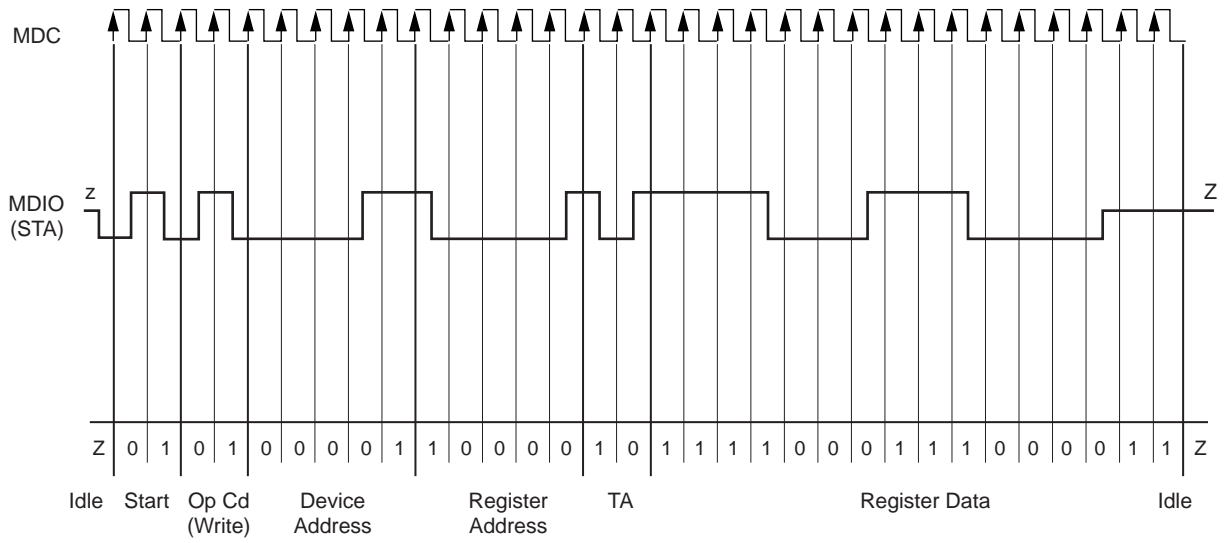 MDC
z
Z
MDIO
(STA)
Z 0 1 0 1 0 0 0 0 1 1 0 0 0 0 1 0 1 1 1 1 0 0 0 1 1 1 0 0 0 0 1 1 Z
Idle Start Op Cd Device Register TA Register Data Idle
(Write) Address Address